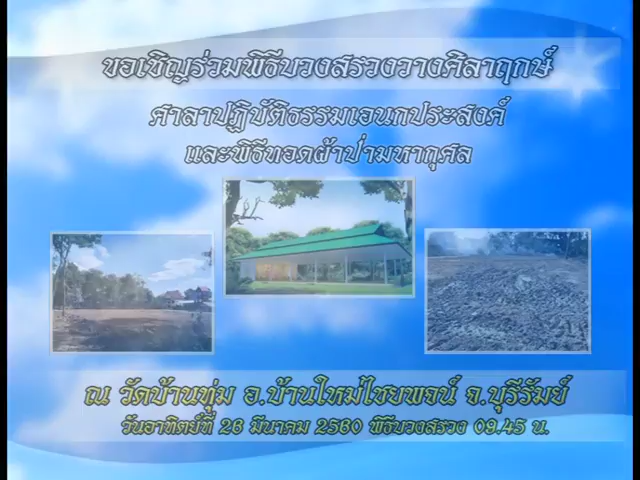 ขอเชิญร่วมพิธีบวงสรวงวางศิลาฤกษ์
ศาลาปฏิบัติธรรมเอนกประสงค์
และพิธีทอดผ้าป่ามหากุศล
ณ วัดบ้านทุ่ม อ.บ้านใหม่ไชยพจน์ จ.บุรีรัมย์
วันอาทิตย์ที่ 26 มีนาคม 2560 พิธีบวงสรวง 09.45 น.